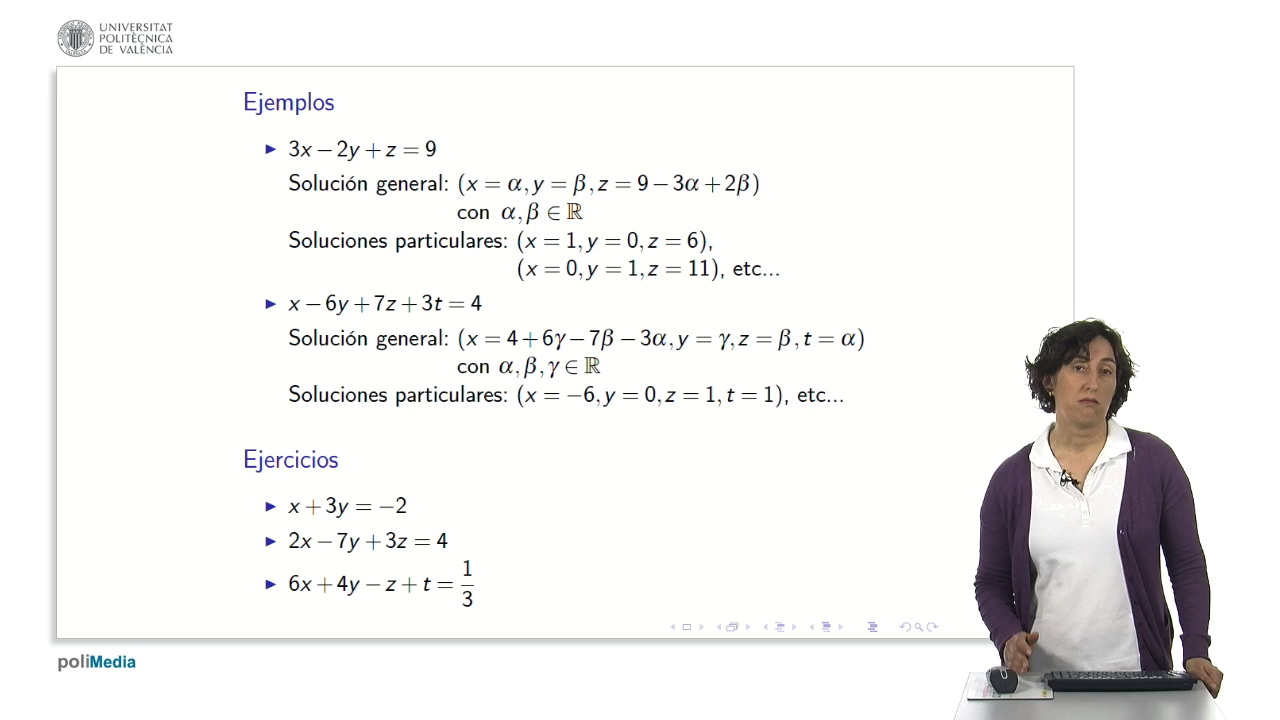 UNIVERSITAT
POLITÈCNICA
DE VALÈNCIA
Ejemplos
▶ 3x − 2y + z = 9
Solución general: (x = α, y = β, z = 9 − 3α + 2β)
con α, β ∈ ℝ
Soluciones particulares: (x = 1, y = 0, z = 6),
(x = 0, y = 1, z = 11), etc...
▶ x − 6y + 7z + 3t = 4
Solución general: (x = 4 + 6γ − 7β − 3α, y = γ, z = β, t = α)
con α, β, γ ∈ ℝ
Soluciones particulares: (x = −6, y = 0, z = 1, t = 1), etc...
Ejercicios
▶ x + 3y = −2
▶ 2x − 7y + 3z = 4
▶ 6x + 4y − z + t = 1/3
poliMedia